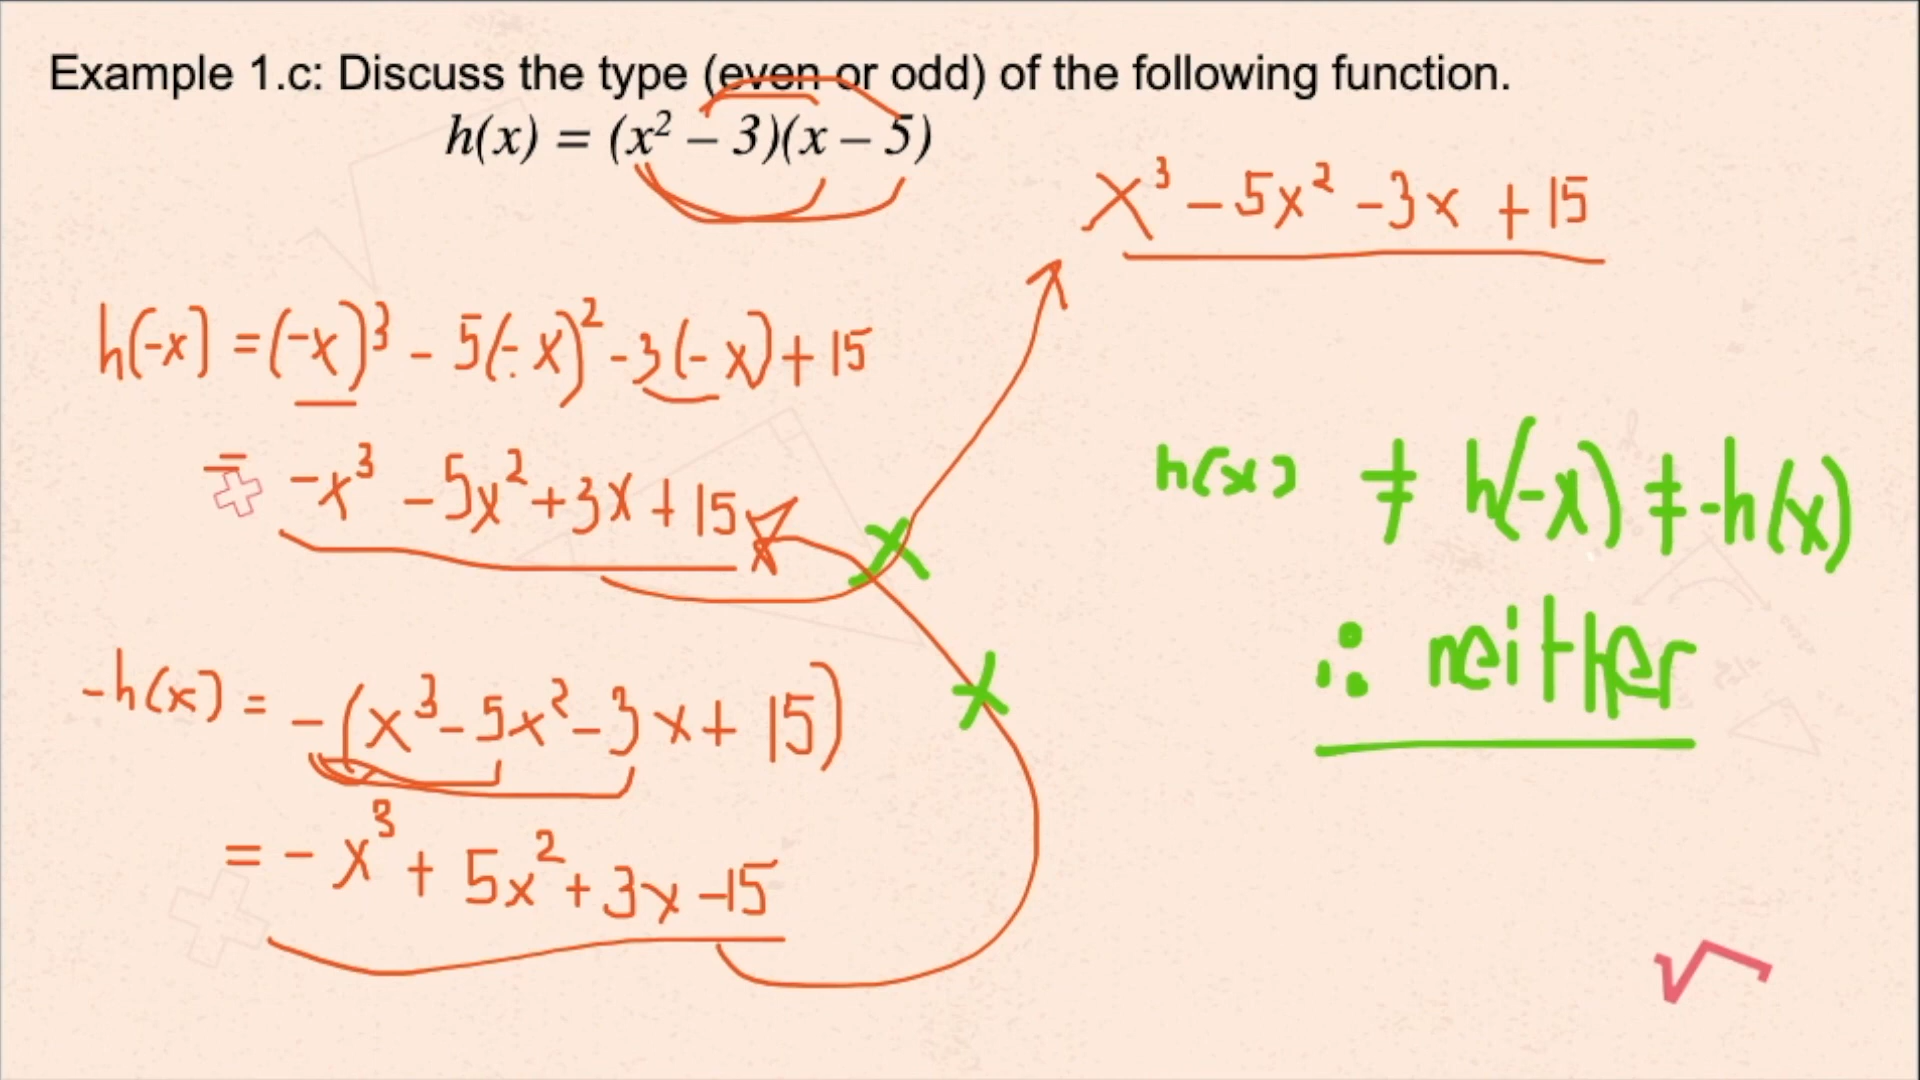 Example 1.c: Discuss the type (even or odd) of the following function.
h(x) = (x² – 3)(x – 5)
x³ - 5x² - 3x + 15
h(-x) = (-x)³ - 5(-x)² - 3(-x) + 15
= -x³ - 5x² + 3x + 15
h(x) ≠ h(-x) ≠ -h(x)
∴ neither
-h(x) = -(x³ - 5x² - 3x + 15)
= -x³ + 5x² + 3x - 15